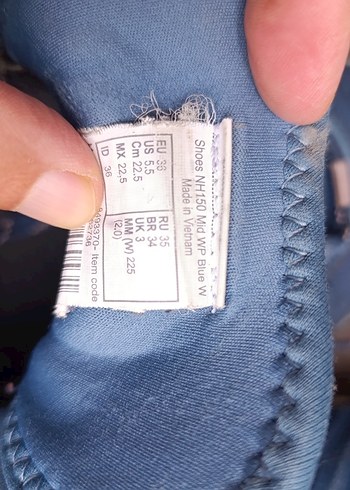 Shoes NH150 Mid WP Blue W
Made in Vietnam
EU 36 RU 35
US 5,5 BR 34
Cm 22,5 UK 3
MX 22,5 MM (W) 225
(2,0)
ID 36
Item code